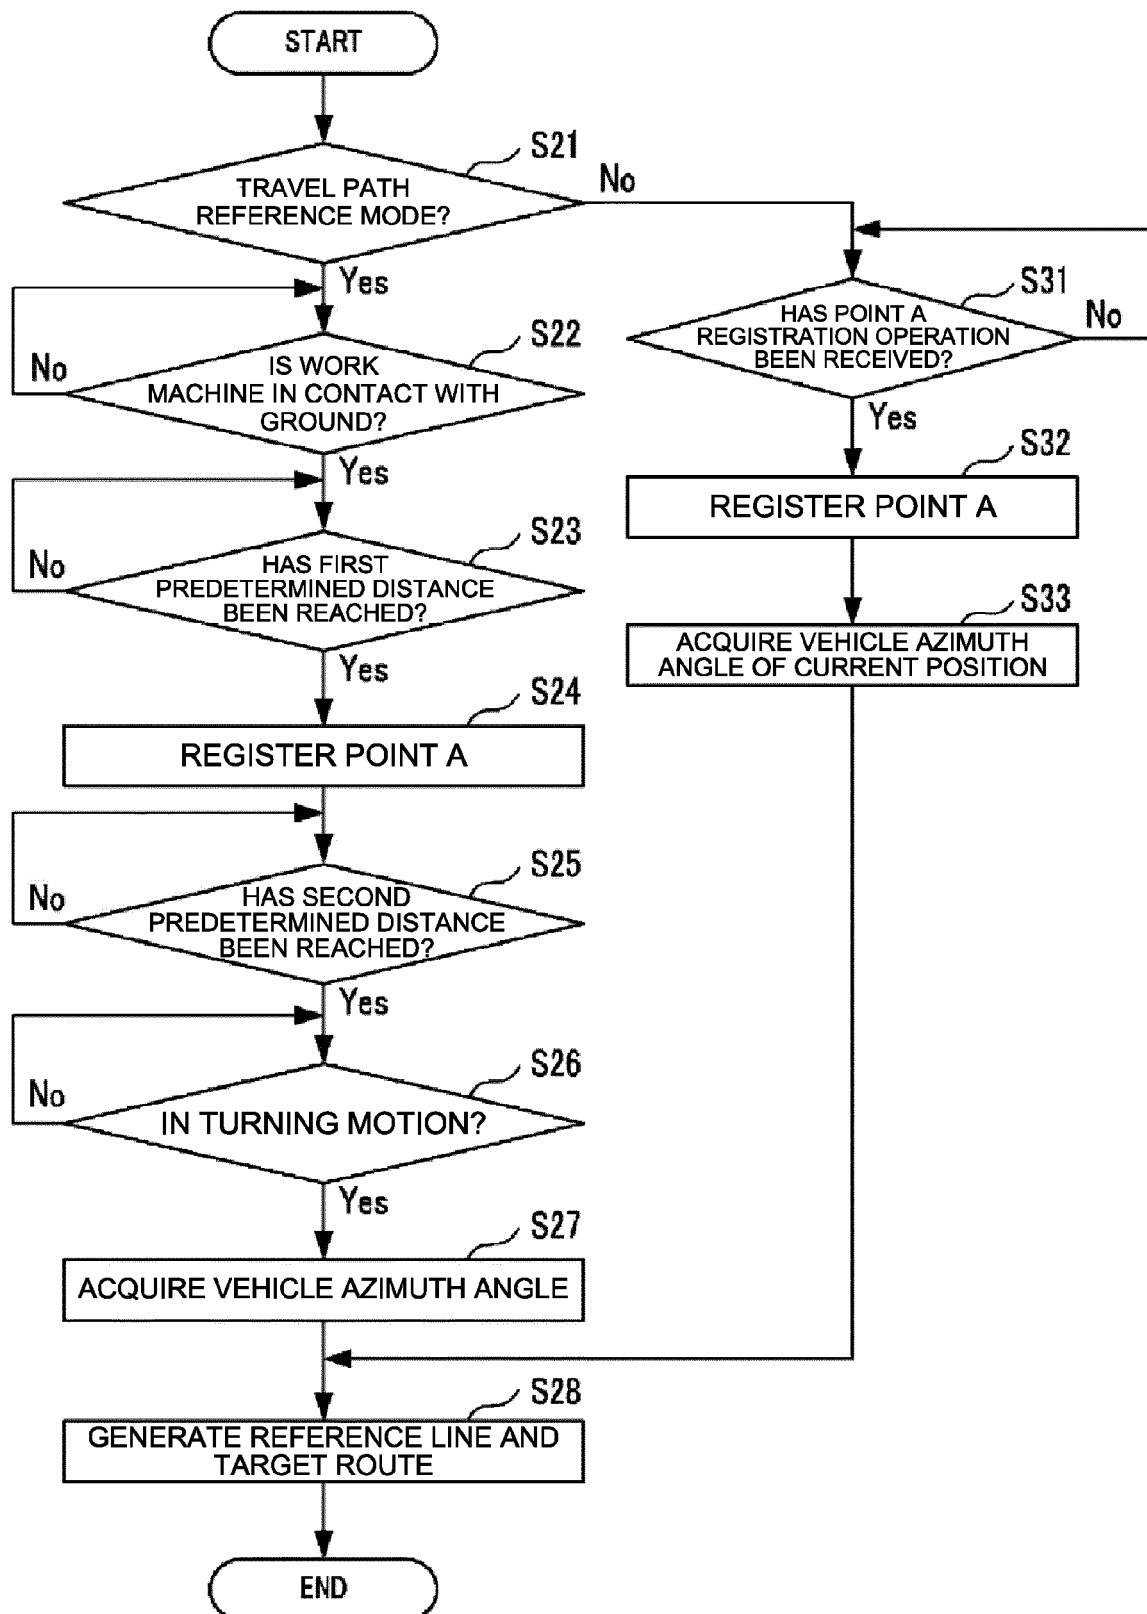 START
S21
TRAVEL PATH
REFERENCE MODE?
No
Yes
S22
IS WORK
MACHINE IN CONTACT WITH
GROUND?
No
Yes
S23
HAS FIRST
PREDETERMINED DISTANCE
BEEN REACHED?
No
Yes
S24
REGISTER POINT A
S25
HAS SECOND
PREDETERMINED DISTANCE
BEEN REACHED?
No
Yes
S26
IN TURNING MOTION?
No
Yes
S27
ACQUIRE VEHICLE AZIMUTH ANGLE
S31
HAS POINT A
REGISTRATION OPERATION
BEEN RECEIVED?
No
Yes
S32
REGISTER POINT A
S33
ACQUIRE VEHICLE AZIMUTH
ANGLE OF CURRENT POSITION
S28
GENERATE REFERENCE LINE AND
TARGET ROUTE
END